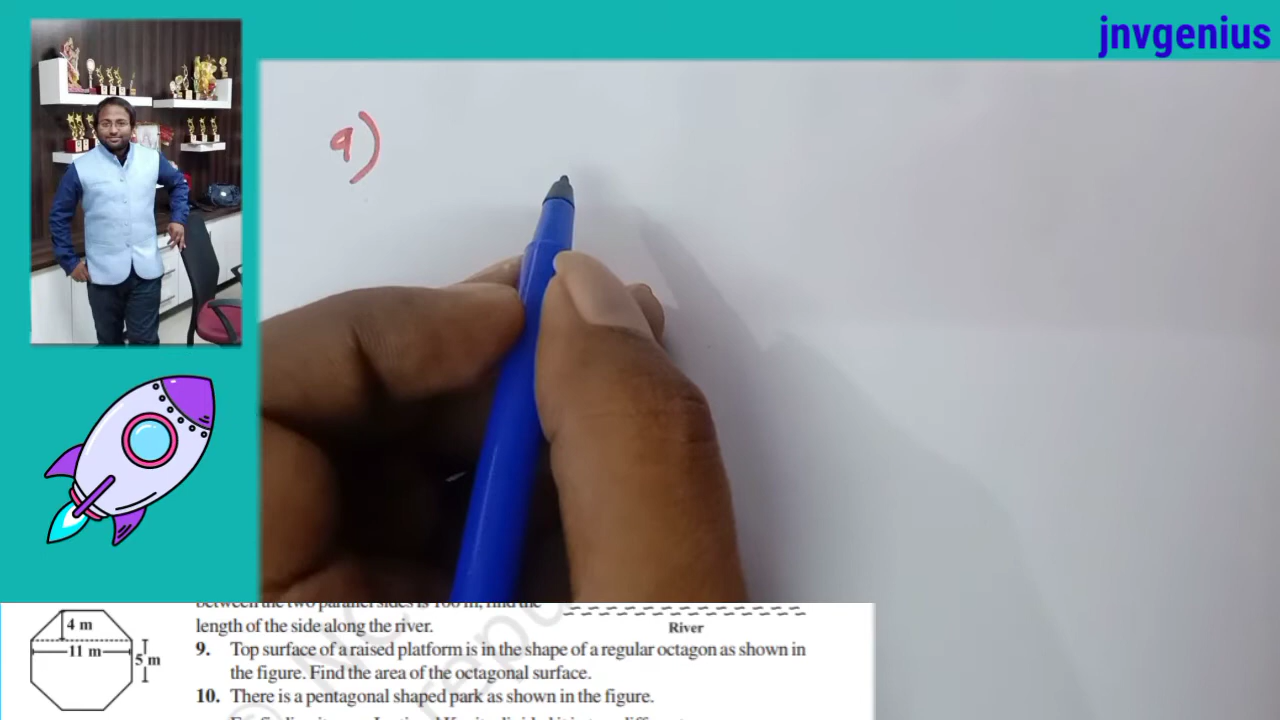 jnvgenius
9)
4 m
11 m
5 m
length of the side along the river.
River
9. Top surface of a raised platform is in the shape of a regular octagon as shown in
the figure. Find the area of the octagonal surface.
10. There is a pentagonal shaped park as shown in the figure.